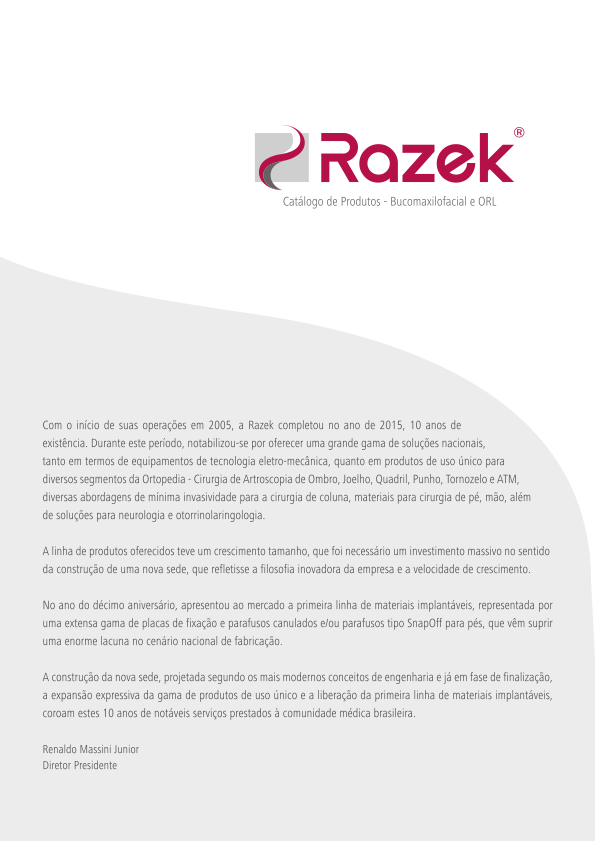 Razek®
Catálogo de Produtos - Bucomaxilofacial e ORL
Com o início de suas operações em 2005, a Razek completou no ano de 2015, 10 anos de
existência. Durante este período, notabilizou-se por oferecer uma grande gama de soluções nacionais,
tanto em termos de equipamentos de tecnologia eletro-mecânica, quanto em produtos de uso único para
diversos segmentos da Ortopedia - Cirurgia de Artroscopia de Ombro, Joelho, Quadril, Punho, Tornozelo e ATM,
diversas abordagens de mínima invasividade para a cirurgia de coluna, materiais para cirurgia de pé, mão, além
de soluções para neurologia e otorrinolaringologia.
A linha de produtos oferecidos teve um crescimento tamanho, que foi necessário um investimento massivo no sentido
da construção de uma nova sede, que refletisse a filosofia inovadora da empresa e a velocidade de crescimento.
No ano do décimo aniversário, apresentou ao mercado a primeira linha de materiais implantáveis, representada por
uma extensa gama de placas de fixação e parafusos canulados e/ou parafusos tipo SnapOff para pés, que vêm suprir
uma enorme lacuna no cenário nacional de fabricação.
A construção da nova sede, projetada segundo os mais modernos conceitos de engenharia e já em fase de finalização,
a expansão expressiva da gama de produtos de uso único e a liberação da primeira linha de materiais implantáveis,
coroam estes 10 anos de notáveis serviços prestados à comunidade médica brasileira.
Renaldo Massini Junior
Diretor Presidente